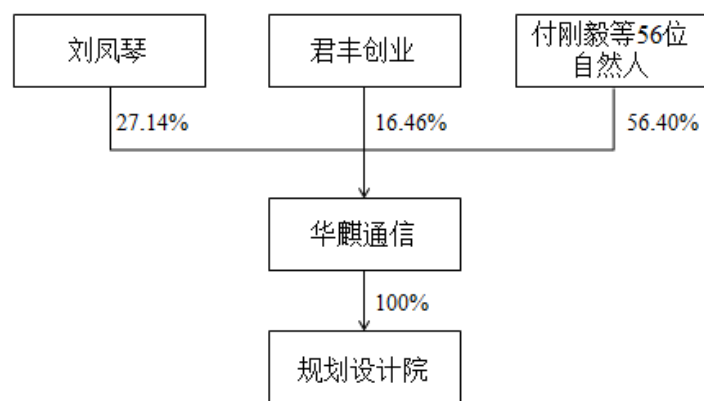 刘凤琴
君丰创业
付刚毅等56位
自然人
27.14%
16.46%
56.40%
华麒通信
100%
规划设计院